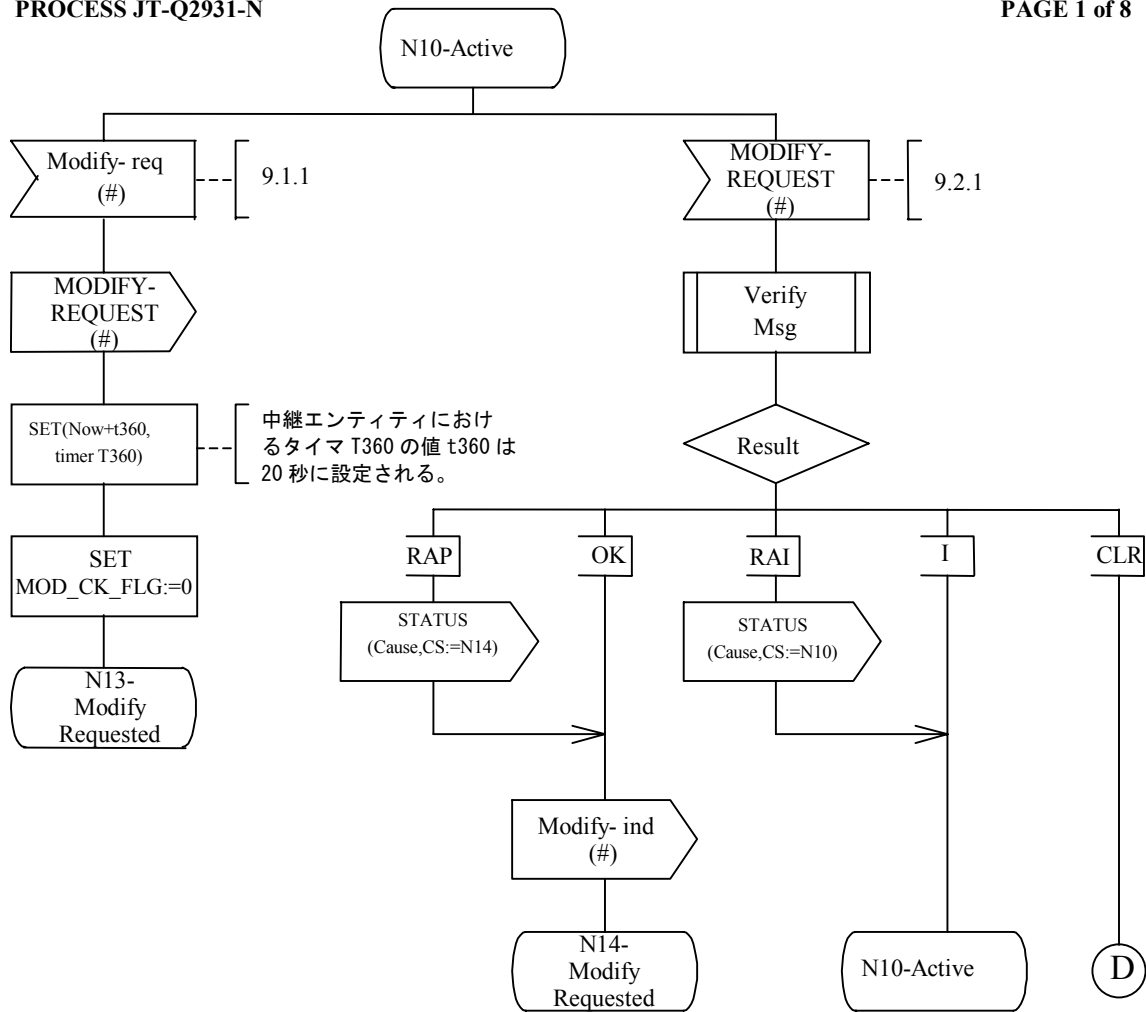 PROCESS JT-Q2931-N
PAGE 1 of 8
N10-Active
Modify- req
(#)
9.1.1
MODIFY-
REQUEST
(#)
9.2.1
MODIFY-
REQUEST
(#)
Verify
Msg
SET(Now+t360,
timer T360)
中継エンティティにおけ
るタイマ T360 の値 t360 は
20 秒に設定される。
Result
SET
MOD_CK_FLG:=0
RAP
OK
RAI
I
CLR
STATUS
(Cause,CS:=N14)
STATUS
(Cause,CS:=N10)
N13-
Modify
Requested
Modify- ind
(#)
N14-
Modify
Requested
N10-Active
D